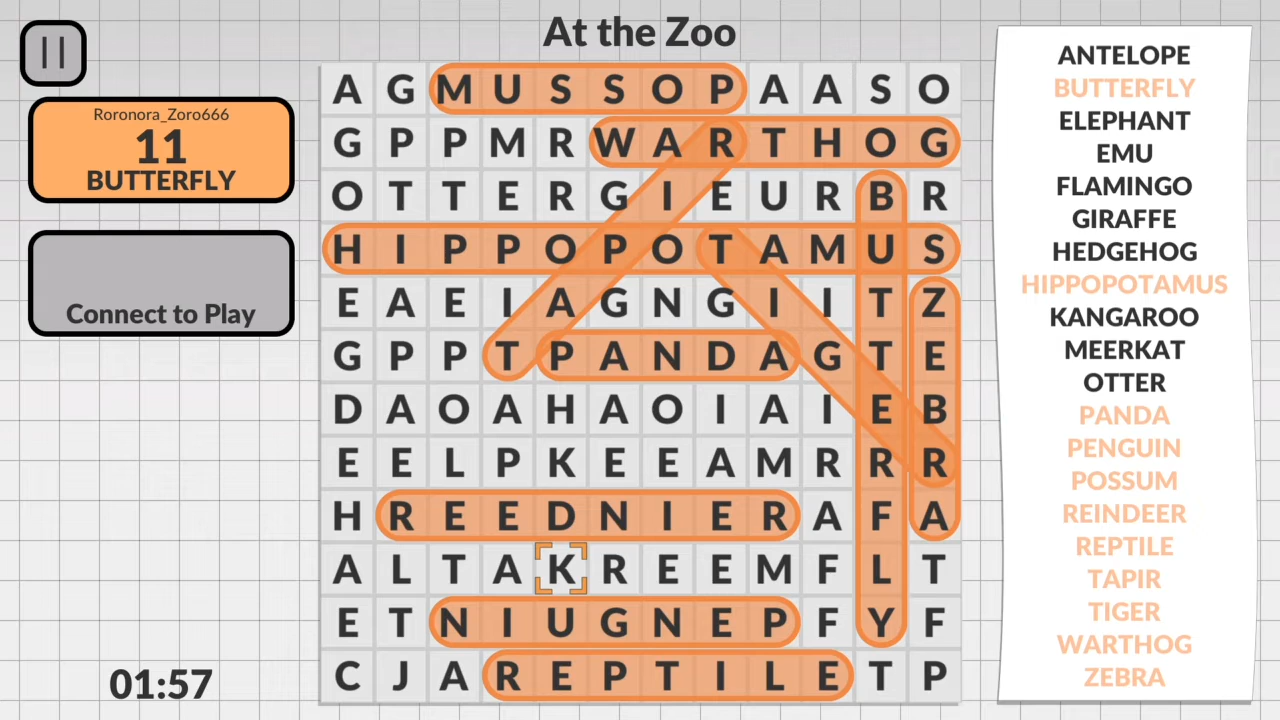 At the Zoo
Roronora_Zoro666
11
BUTTERFLY
Connect to Play
01:57
A G M U S S O P A A S O
G P P M R W A R T H O G
O T T E R G I E U R B R
H I P P O P O T A M U S
E A E I A G N G I I T Z
G P P T P A N D A G T E
D A O A H A O I A I E B
E E L P K E E A M R R R
H R E E D N I E R A F A
A L T A K R E E M F L T
E T N I U G N E P F Y F
C J A R E P T I L E T P
ANTELOPE
BUTTERFLY
ELEPHANT
EMU
FLAMINGO
GIRAFFE
HEDGEHOG
HIPPOPOTAMUS
KANGAROO
MEERKAT
OTTER
PANDA
PENGUIN
POSSUM
REINDEER
REPTILE
TAPIR
TIGER
WARTHOG
ZEBRA